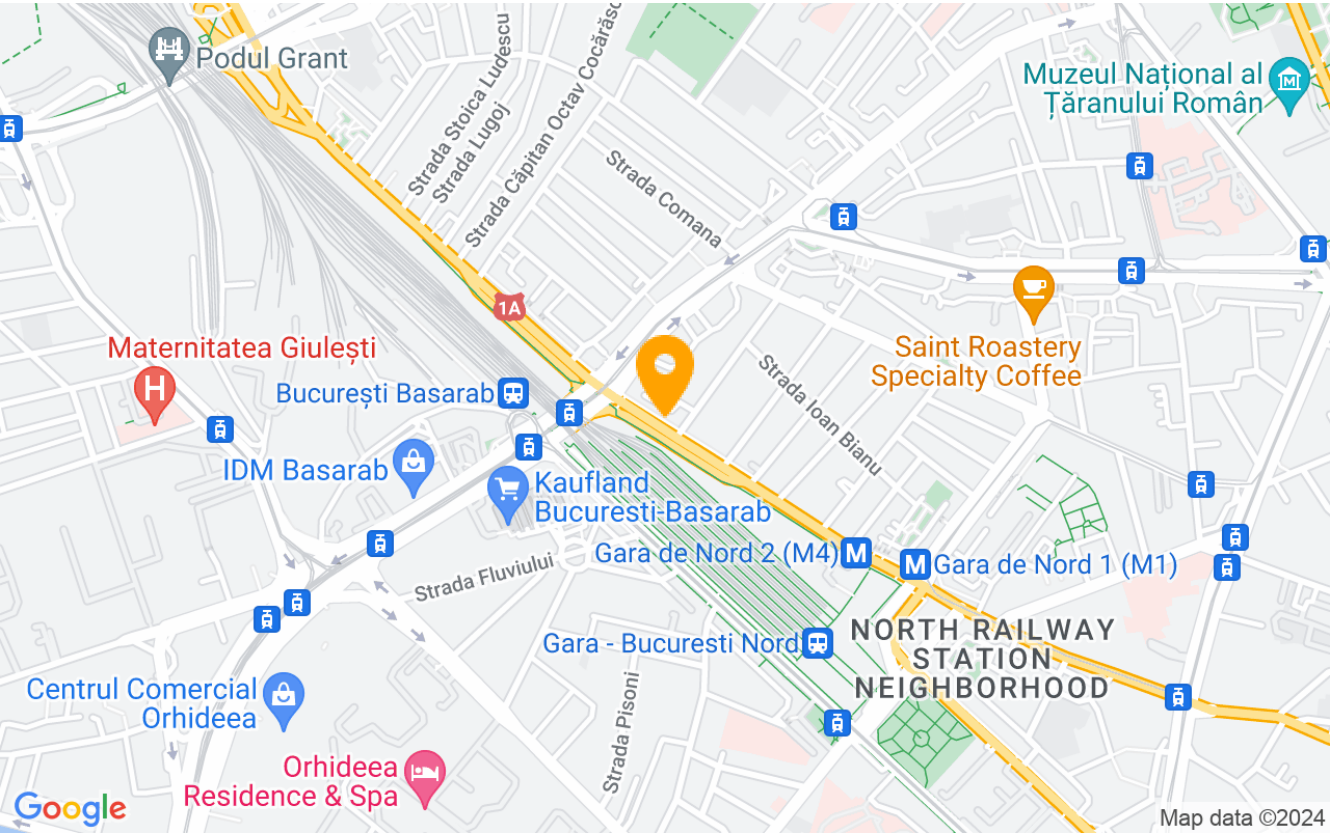 Podul Grant
Strada Stoica Ludescu
Strada Lugoj
Strada Căpitan Octav Cocărăsc
Strada Comana
Muzeul Național al
Țăranului Român
1A
Maternitatea Giulești
H
București Basarab
Saint Roastery
Specialty Coffee
Strada Ioan Bianu
IDM Basarab
Kaufland
Bucuresti-Basarab
Gara de Nord 2 (M4)
M
M
Gara de Nord 1 (M1)
Strada Fluviului
Gara - Bucuresti Nord
NORTH RAILWAY
STATION
NEIGHBORHOOD
Centrul Comercial
Orhideea
Strada Pisoni
Orhideea
Residence & Spa
Google
Map data ©2024